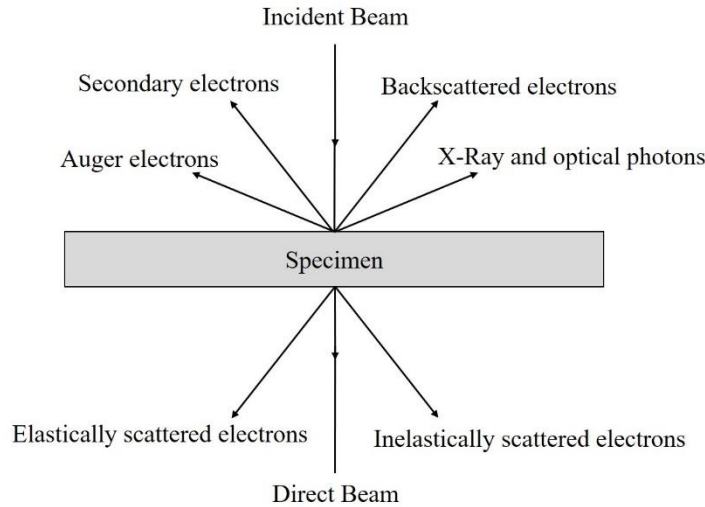 Incident Beam
Secondary electrons
Backscattered electrons
Auger electrons
X-Ray and optical photons
Specimen
Elastically scattered electrons
Inelastically scattered electrons
Direct Beam